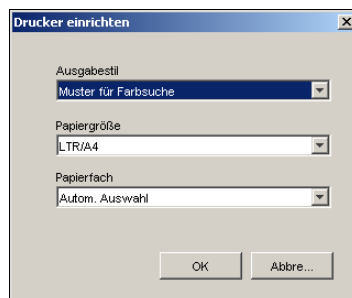 Drucker einrichten
Ausgabestil
Muster für Farbsuche
Papiergröße
LTR/A4
Papierfach
Autom. Auswahl
OK Abbre...